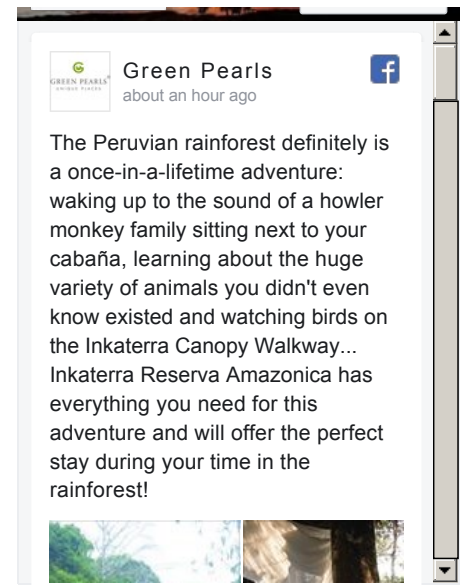 GREEN PEARLS®
UNIQUE PLACES
Green Pearls
about an hour ago
The Peruvian rainforest definitely is
a once-in-a-lifetime adventure:
waking up to the sound of a howler
monkey family sitting next to your
cabaña, learning about the huge
variety of animals you didn't even
know existed and watching birds on
the Inkaterra Canopy Walkway...
Inkaterra Reserva Amazonica has
everything you need for this
adventure and will offer the perfect
stay during your time in the
rainforest!